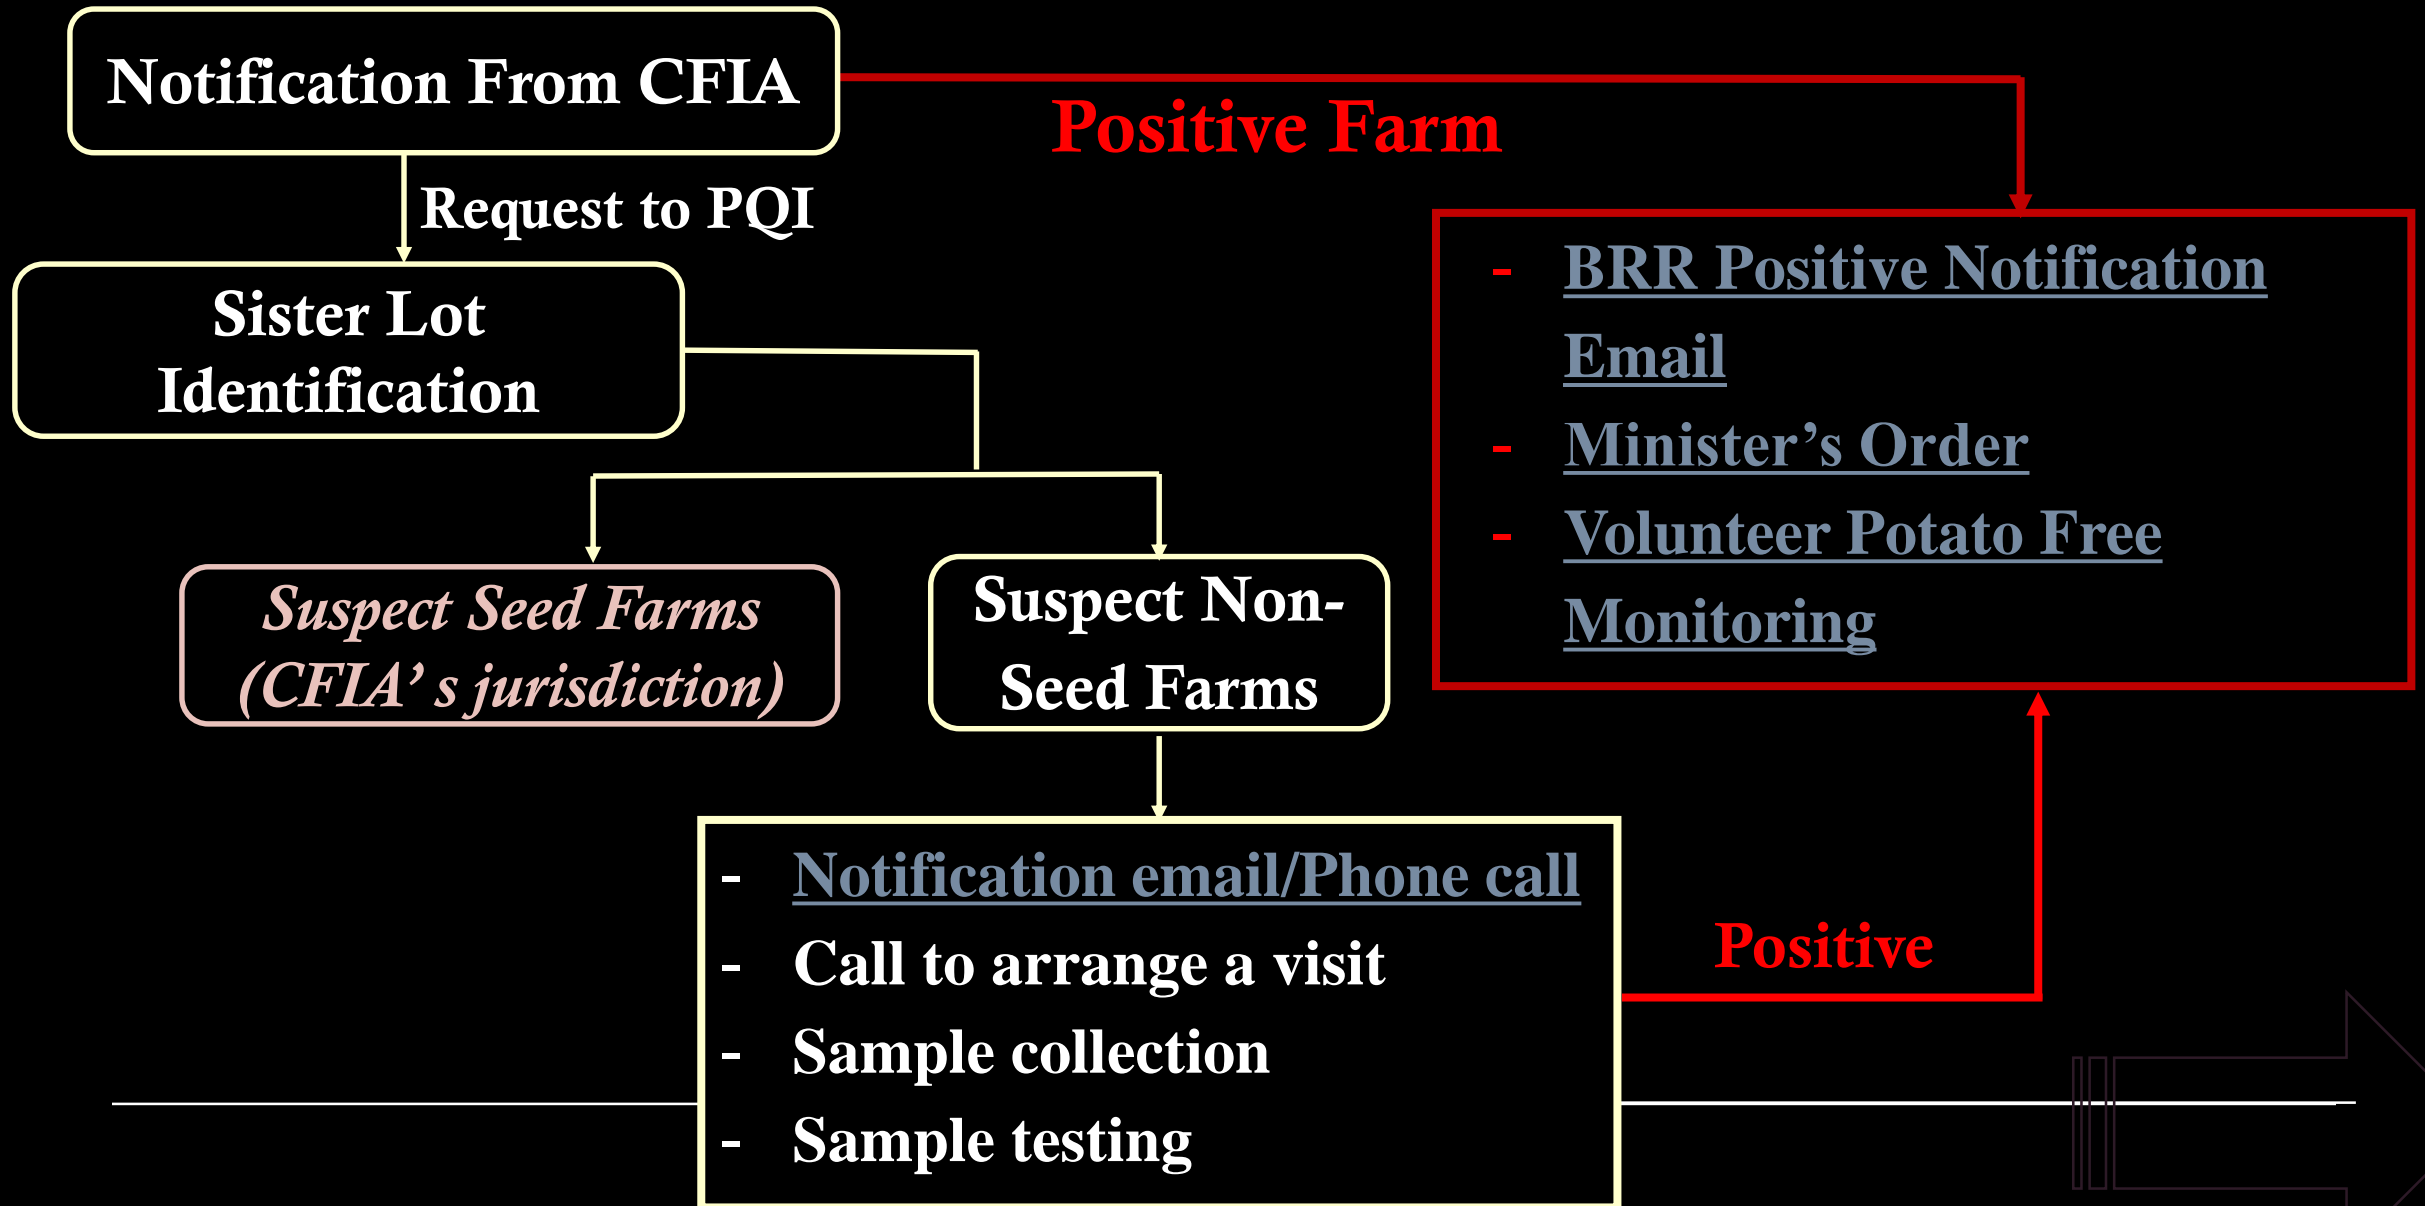 Notification From CFIA
Positive Farm
Request to PQI
Sister Lot
Identification
- BRR Positive Notification
Email
- Minister’s Order
- Volunteer Potato Free
Monitoring
Suspect Seed Farms
(CFIA’ s jurisdiction)
Suspect Non-
Seed Farms
- Notification email/Phone call
- Call to arrange a visit
- Sample collection
- Sample testing
Positive